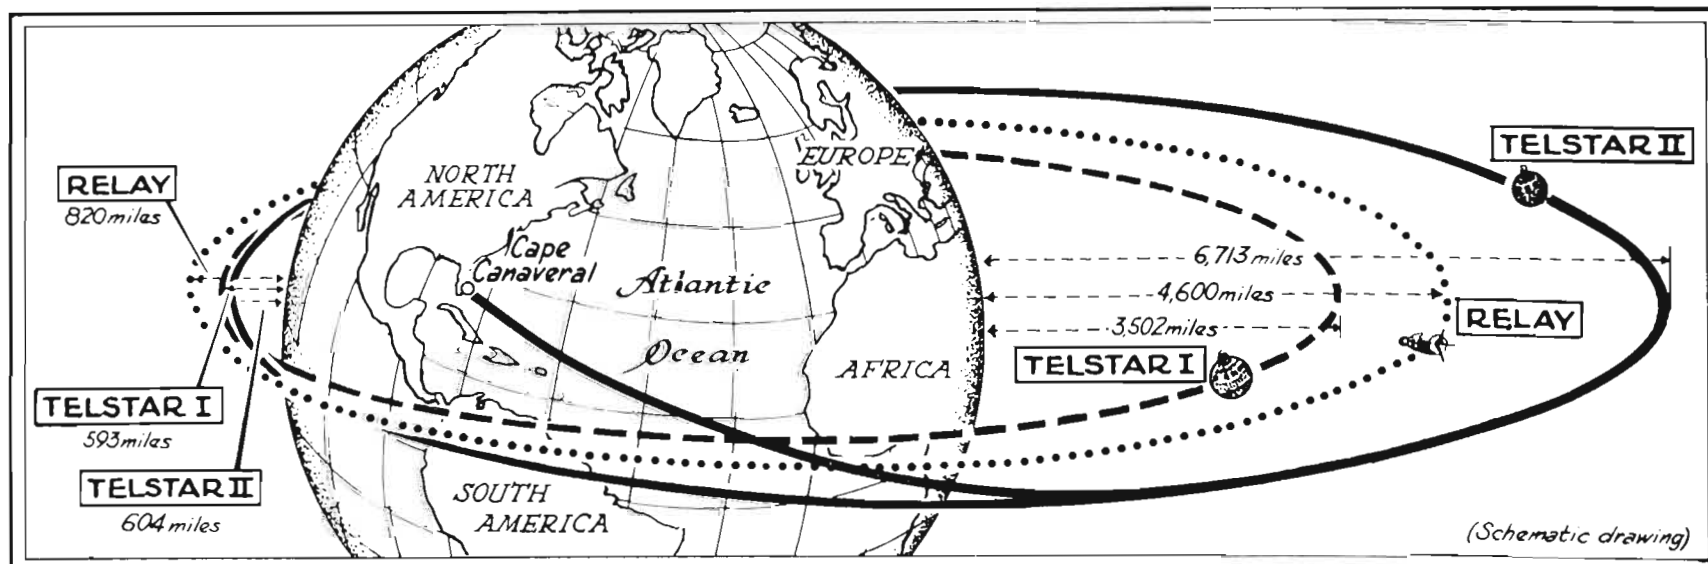 RELAY
820 miles
TELSTAR I
593 miles
TELSTAR II
604 miles
NORTH
AMERICA
Cape
Canaveral
Atlantic
Ocean
SOUTH
AMERICA
EUROPE
AFRICA
6,713 miles
4,600 miles
3,502 miles
TELSTAR I
TELSTAR II
RELAY
(Schematic drawing)